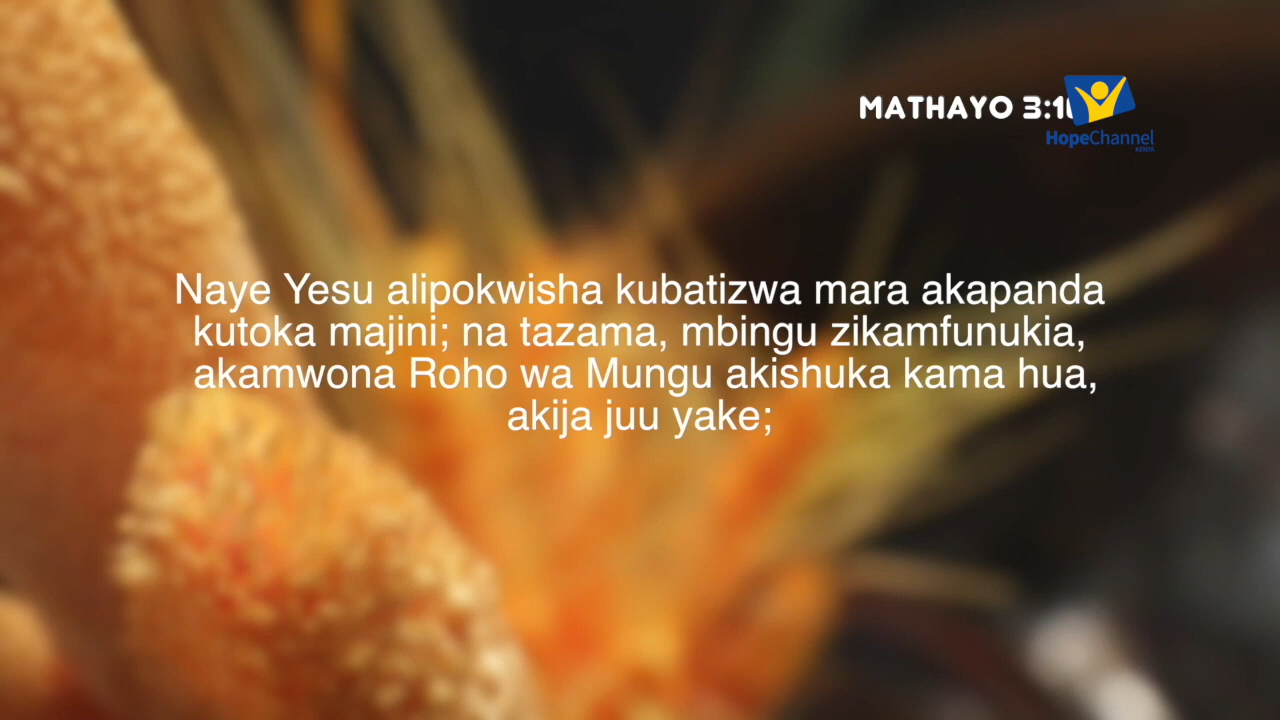 MATHAYO 3:1
HopeChannel
KENYA
Naye Yesu alipokwisha kubatizwa mara akapanda
kutoka majini; na tazama, mbingu zikamfunukia,
akamwona Roho wa Mungu akishuka kama hua,
akija juu yake;